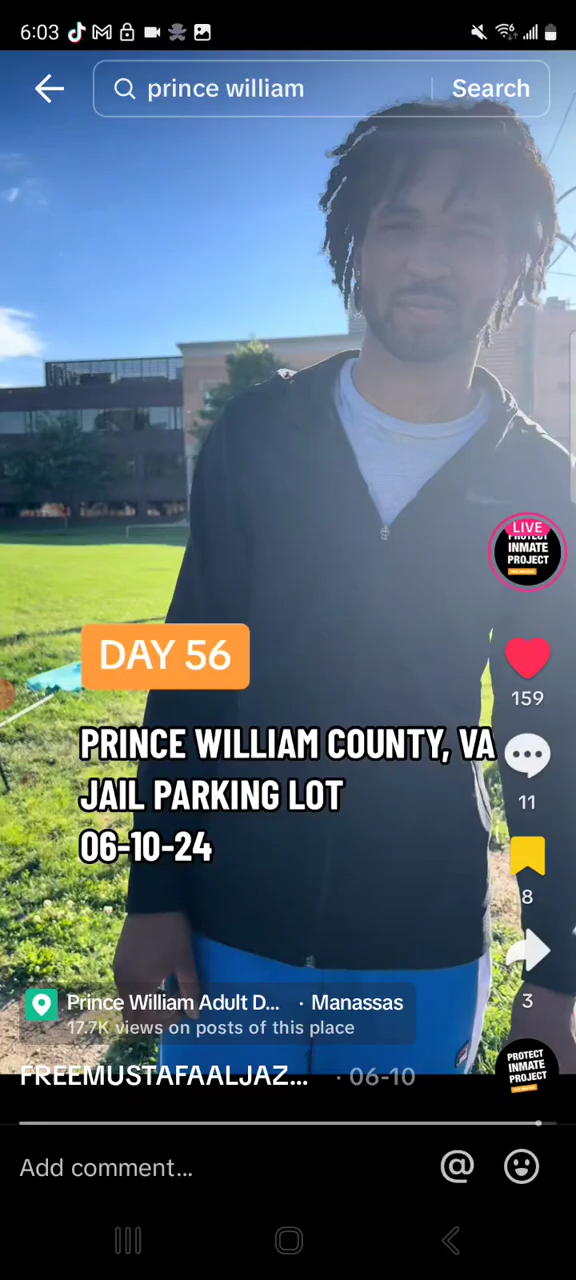 6:03
prince william
Search
LIVE
PROTECT
INMATE
PROJECT
159
DAY 56
PRINCE WILLIAM COUNTY, VA
JAIL PARKING LOT
06-10-24
11
8
3
Prince William Adult D... · Manassas
17.7K views on posts of this place
FREEMUSTAFAALJAZ... · 06-10
PROTECT
INMATE
PROJECT
Add comment...
@